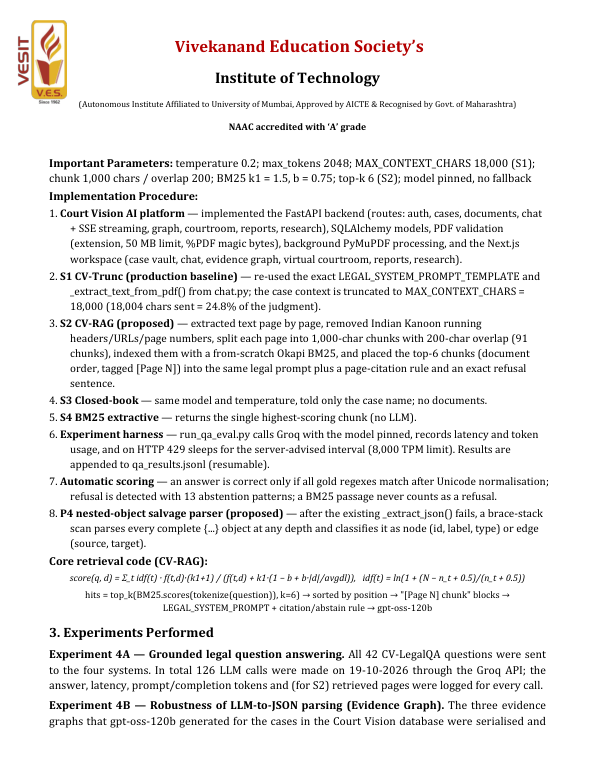 VESIT
V.E.S.
Since 1962
Vivekanand Education Society's
Institute of Technology
(Autonomous Institute Affiliated to University of Mumbai, Approved by AICTE & Recognised by Govt. of Maharashtra)
NAAC accredited with 'A' grade
Important Parameters: temperature 0.2; max_tokens 2048; MAX_CONTEXT_CHARS 18,000 (S1);
chunk 1,000 chars / overlap 200; BM25 k1 = 1.5, b = 0.75; top-k 6 (S2); model pinned, no fallback
Implementation Procedure:
1. Court Vision AI platform — implemented the FastAPI backend (routes: auth, cases, documents, chat
+ SSE streaming, graph, courtroom, reports, research), SQLAlchemy models, PDF validation
(extension, 50 MB limit, %PDF magic bytes), background PyMuPDF processing, and the Next.js
workspace (case vault, chat, evidence graph, virtual courtroom, reports, research).
2. S1 CV-Trunc (production baseline) — re-used the exact LEGAL_SYSTEM_PROMPT_TEMPLATE and
_extract_text_from_pdf() from chat.py; the case context is truncated to MAX_CONTEXT_CHARS =
18,000 (18,004 chars sent = 24.8% of the judgment).
3. S2 CV-RAG (proposed) — extracted text page by page, removed Indian Kanoon running
headers/URLs/page numbers, split each page into 1,000-char chunks with 200-char overlap (91
chunks), indexed them with a from-scratch Okapi BM25, and placed the top-6 chunks (document
order, tagged [Page N]) into the same legal prompt plus a page-citation rule and an exact refusal
sentence.
4. S3 Closed-book — same model and temperature, told only the case name; no documents.
5. S4 BM25 extractive — returns the single highest-scoring chunk (no LLM).
6. Experiment harness — run_qa_eval.py calls Groq with the model pinned, records latency and token
usage, and on HTTP 429 sleeps for the server-advised interval (8,000 TPM limit). Results are
appended to qa_results.jsonl (resumable).
7. Automatic scoring — an answer is correct only if all gold regexes match after Unicode normalisation;
refusal is detected with 13 abstention patterns; a BM25 passage never counts as a refusal.
8. P4 nested-object salvage parser (proposed) — after the existing _extract_json() fails, a brace-stack
scan parses every complete {...} object at any depth and classifies it as node (id, label, type) or edge
(source, target).
Core retrieval code (CV-RAG):
score(q, d) = Σ_t idf(t) · f(t,d)·(k1+1) / (f(t,d) + k1·(1 − b + b·|d|/avgdl)), idf(t) = ln(1 + (N − n_t + 0.5)/(n_t + 0.5))
hits = top_k(BM25.scores(tokenize(question)), k=6) → sorted by position → "[Page N] chunk" blocks →
LEGAL_SYSTEM_PROMPT + citation/abstain rule → gpt-oss-120b
3. Experiments Performed
Experiment 4A — Grounded legal question answering. All 42 CV-LegalQA questions were sent
to the four systems. In total 126 LLM calls were made on 19-10-2026 through the Groq API; the
answer, latency, prompt/completion tokens and (for S2) retrieved pages were logged for every call.
Experiment 4B — Robustness of LLM-to-JSON parsing (Evidence Graph). The three evidence
graphs that gpt-oss-120b generated for the cases in the Court Vision database were serialised and